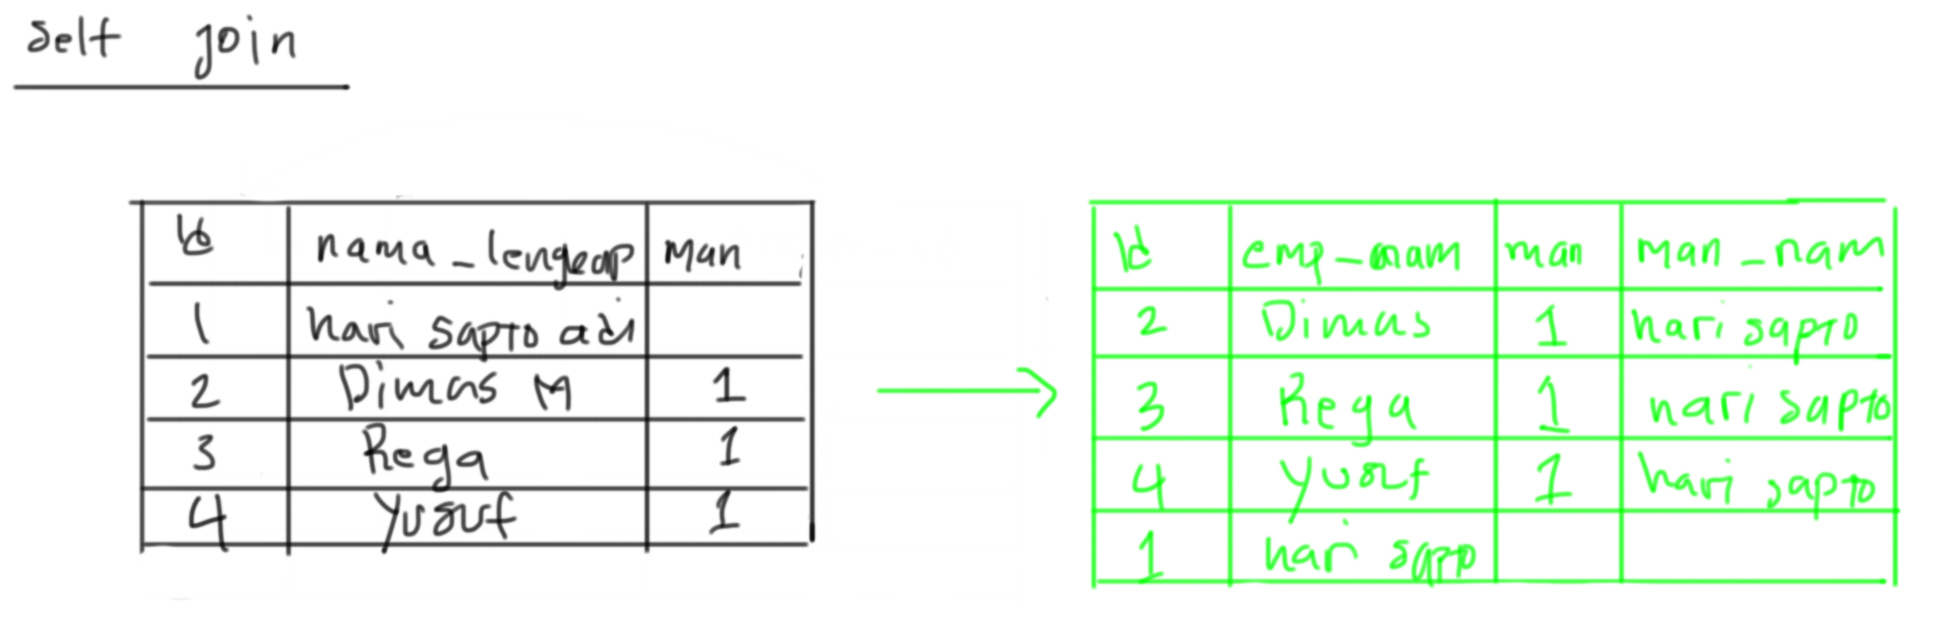 self join
id nama_lengkap man
1 hari sapto adi
2 Dimas M 1
3 Rega 1
4 Yusuf 1
id emp_nam man man_nam
2 Dimas 1 hari sapto
3 Rega 1 hari sapto
4 Yusuf 1 hari sapto
1 hari sapto